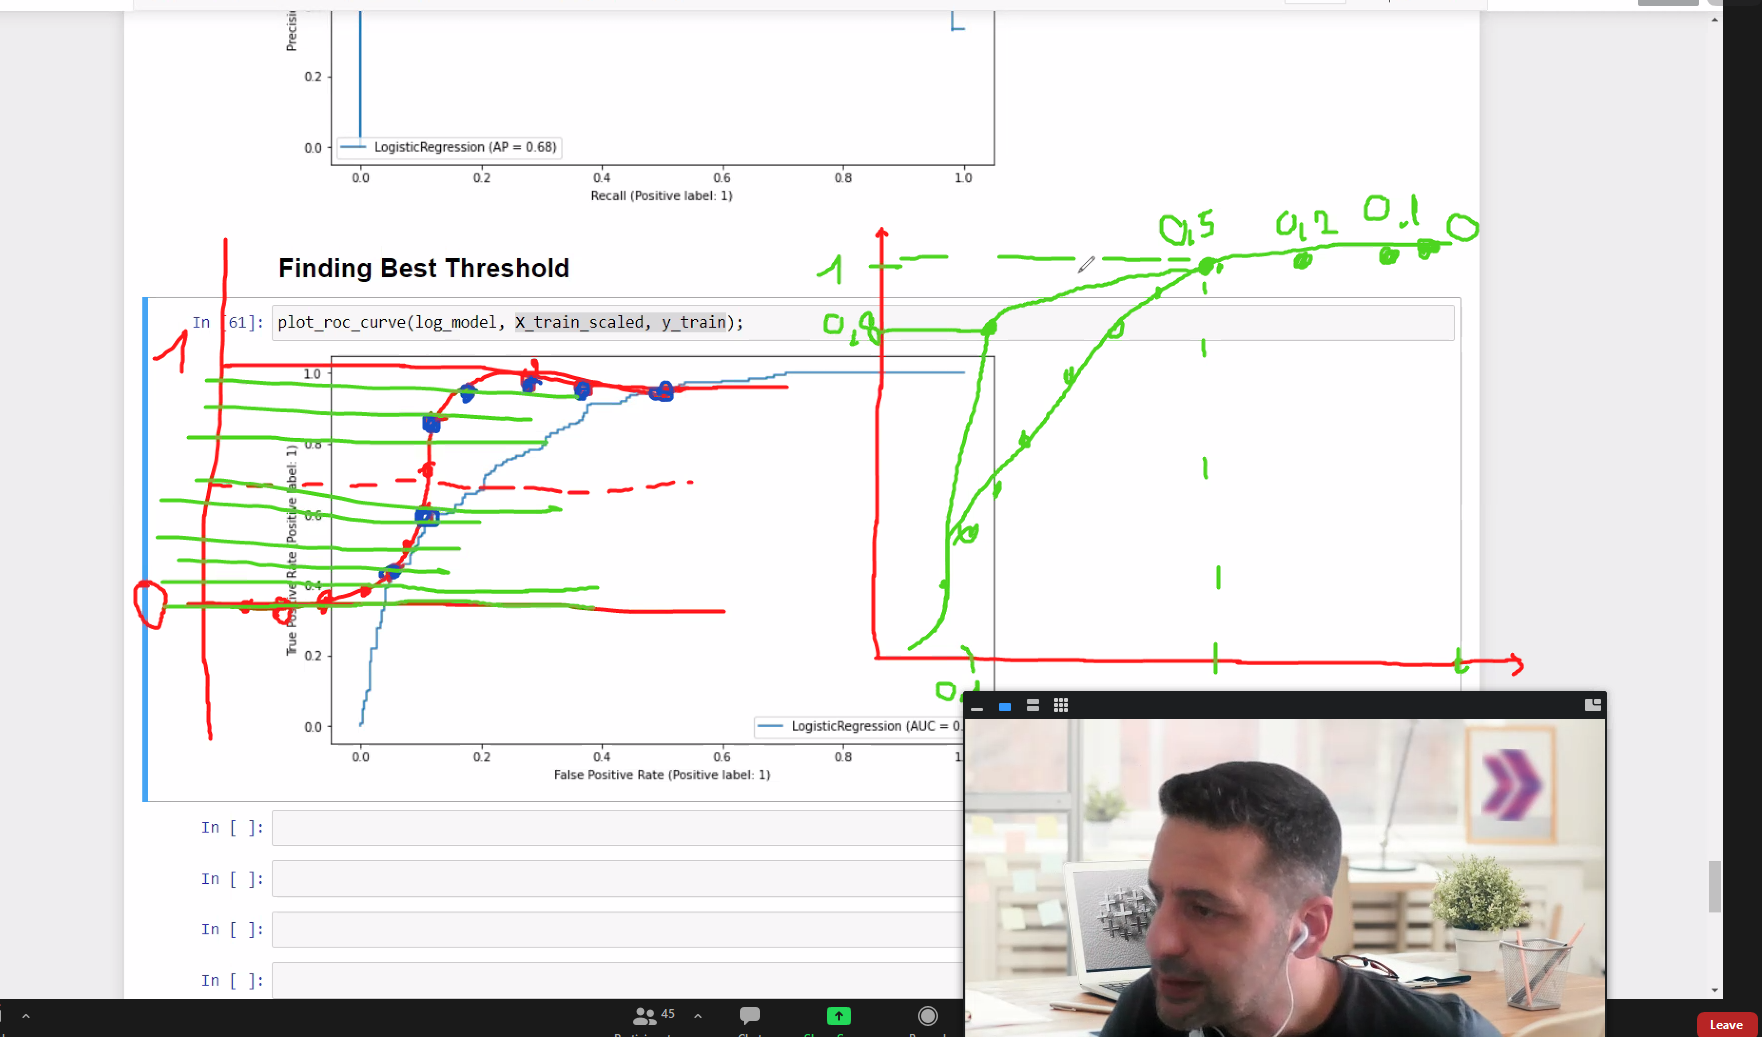 Precisi
0.2
0.0
LogisticRegression (AP = 0.68)
0.0 0.2 0.4 0.6 0.8 1.0
Recall (Positive label: 1)
0,5 0,2 0.1 0
1
0,8
Finding Best Threshold
In [61]: plot_roc_curve(log_model, X_train_scaled, y_train);
1
1.0
0.8
0.6
0.4
0.2
0.0
True Positive Rate (Positive label: 1)
0
LogisticRegression (AUC = 0.
0.0 0.2 0.4 0.6 0.8 1.
False Positive Rate (Positive label: 1)
In [ ]:
In [ ]:
In [ ]:
In [ ]:
45
Leave